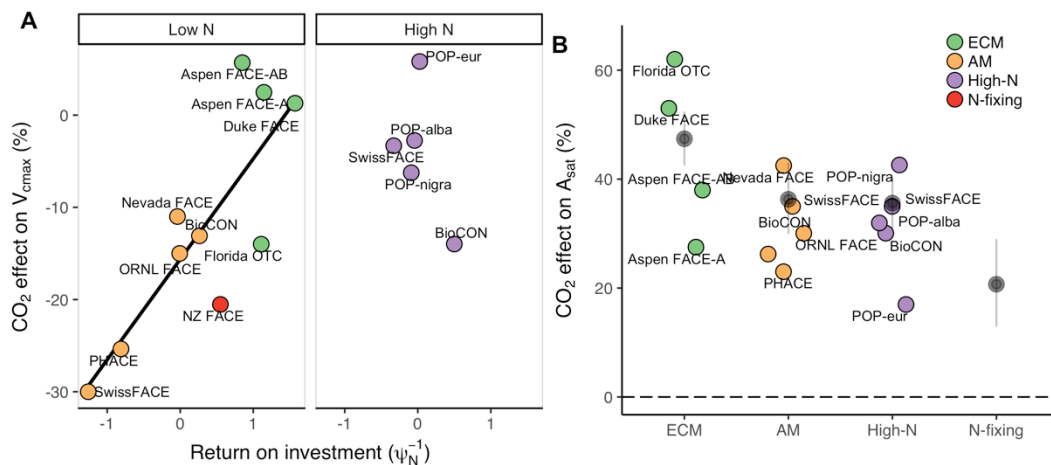 A
Low N
High N
CO2 effect on Vcmax (%)
0
-10
-20
-30
Aspen FACE-AB
Aspen FACE-A
Duke FACE
Nevada FACE
BioCON
Florida OTC
ORNL FACE
NZ FACE
PHACE
SwissFACE
POP-eur
POP-alba
SwissFACE
POP-nigra
BioCON
-1 0 1 -1 0 1
Return on investment (ψN−1)
B
ECM
AM
High-N
N-fixing
CO2 effect on Asat (%)
60
40
20
0
Florida OTC
Duke FACE
Aspen FACE-AB
Aspen FACE-A
Nevada FACE
SwissFACE
BioCON
ORNL FACE
PHACE
POP-nigra
SwissFACE
POP-alba
BioCON
POP-eur
ECM AM High-N N-fixing